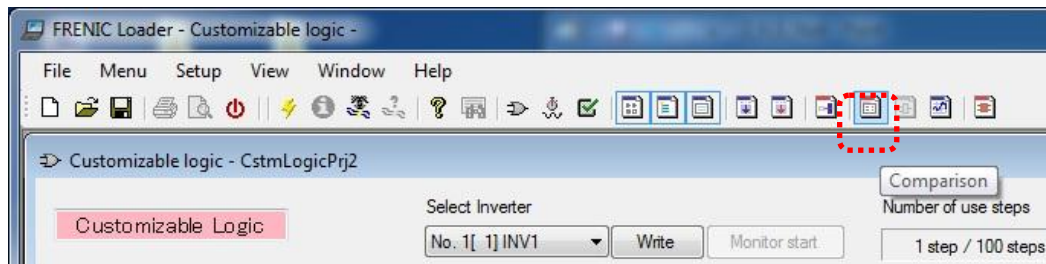 FRENIC Loader - Customizable logic -
File Menu Setup View Window Help
Customizable logic - CstmLogicPrj2
Comparison
Customizable Logic
Select Inverter
Number of use steps
No. 1[ 1] INV1
Write
Monitor start
1 step / 100 steps